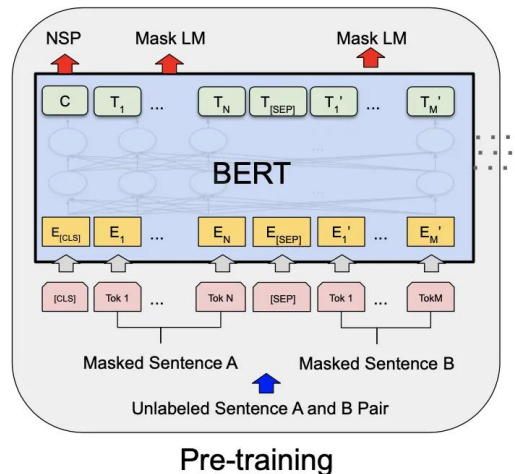 NSP Mask LM Mask LM
C T1 ... TN T[SEP] T1' ... TM'
...
BERT
E[CLS] E1 ... EN E[SEP] E1' ... EM'
[CLS] Tok 1 ... Tok N [SEP] Tok 1 ... TokM
Masked Sentence A Masked Sentence B
Unlabeled Sentence A and B Pair
Pre-training